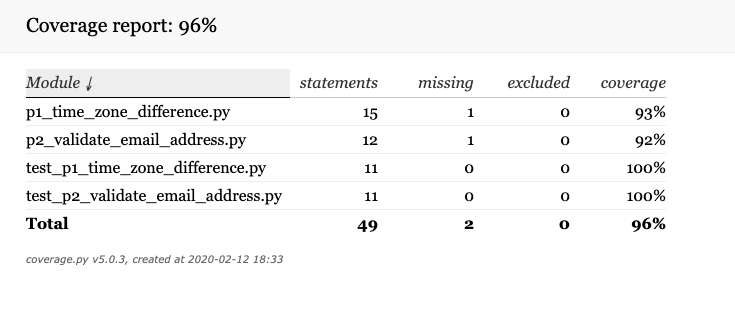 Coverage report: 96%
Module ↓ statements missing excluded coverage
p1_time_zone_difference.py 15 1 0 93%
p2_validate_email_address.py 12 1 0 92%
test_p1_time_zone_difference.py 11 0 0 100%
test_p2_validate_email_address.py 11 0 0 100%
Total 49 2 0 96%
coverage.py v5.0.3, created at 2020-02-12 18:33